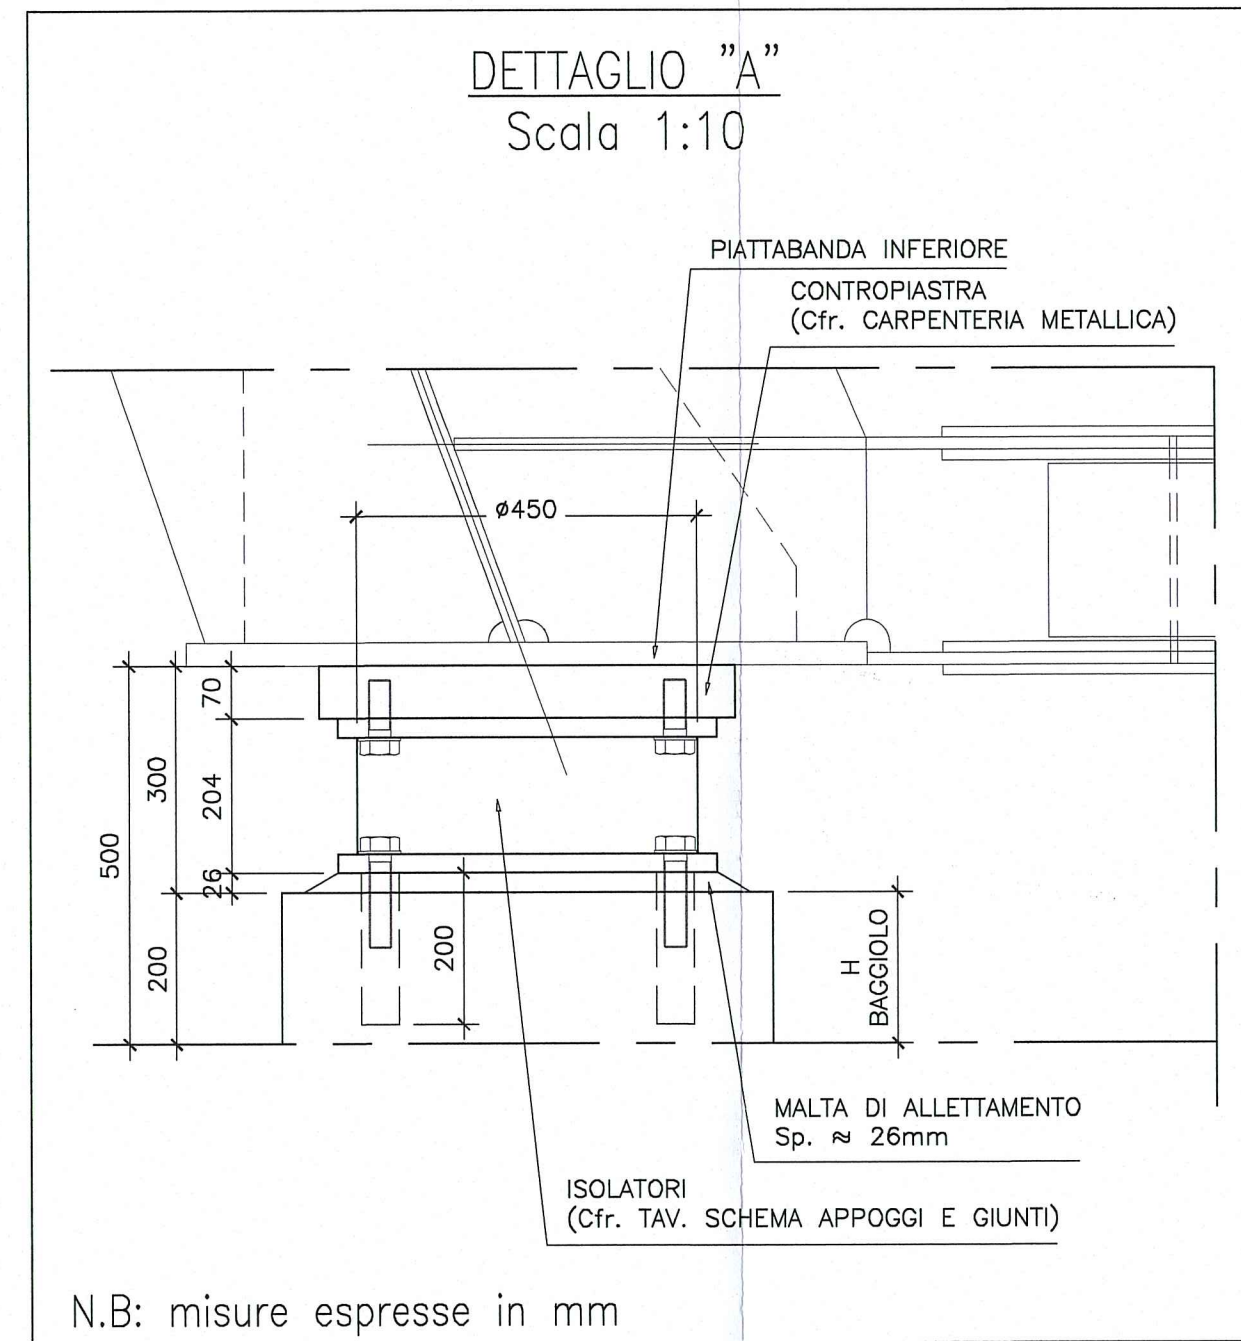 DETTAGLIO "A"
Scala 1:10
PIATTABANDA INFERIORE
CONTROPIASTRA
(Cfr. CARPENTERIA METALLICA)
ø450
70
300
204
500
26
200
200
H
BAGGIOLO
MALTA DI ALLETTAMENTO
Sp. ≈ 26mm
ISOLATORI
(Cfr. TAV. SCHEMA APPOGGI E GIUNTI)
N.B: misure espresse in mm